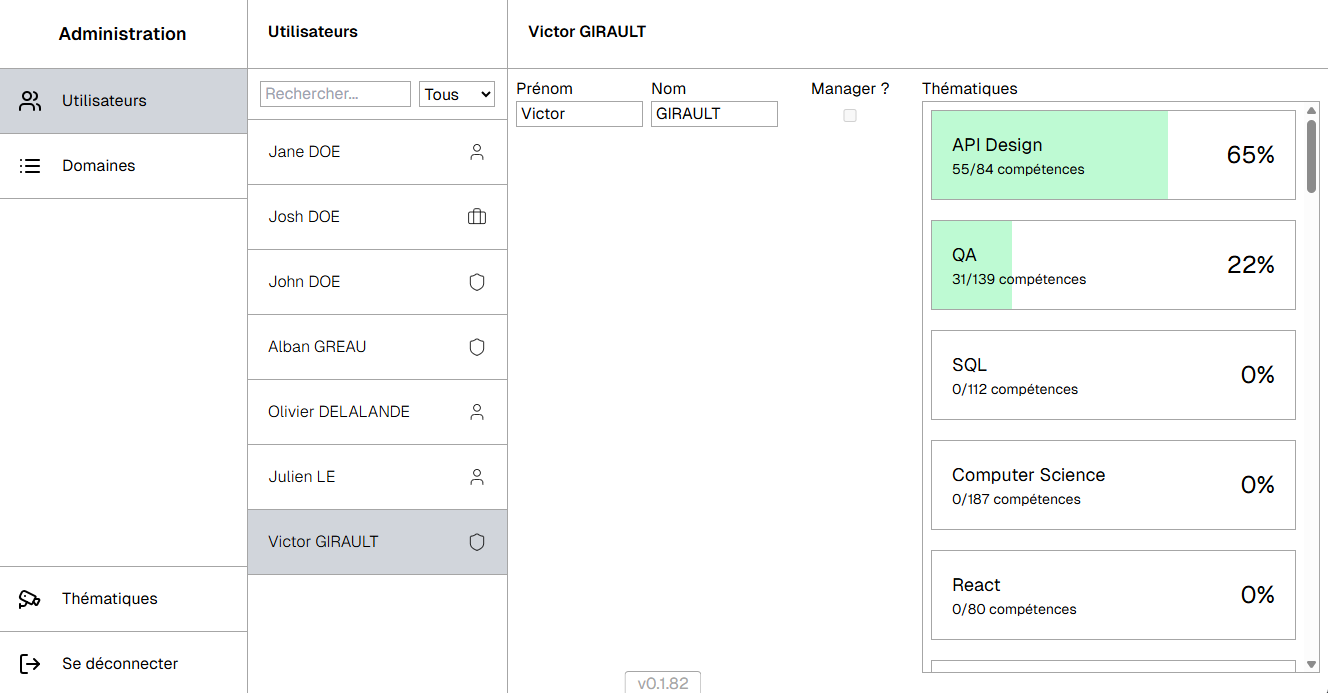 Administration
Utilisateurs
Domaines
Thématiques
Se déconnecter
Utilisateurs
Rechercher...
Tous
Jane DOE
Josh DOE
John DOE
Alban GREAU
Olivier DELALANDE
Julien LE
Victor GIRAULT
Victor GIRAULT
Prénom
Victor
Nom
GIRAULT
Manager ?
Thématiques
API Design
55/84 compétences
65%
QA
31/139 compétences
22%
SQL
0/112 compétences
0%
Computer Science
0/187 compétences
0%
React
0/80 compétences
0%
v0.1.82